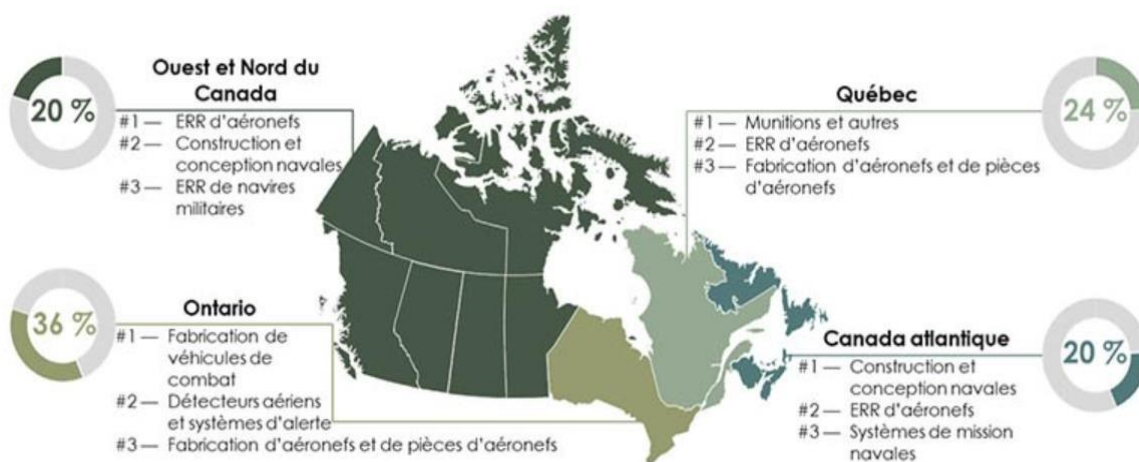 20 %
Ouest et Nord du
Canada
#1 — ERR d'aéronefs
#2 — Construction et
conception navales
#3 — ERR de navires
militaires
Québec
24 %
#1 — Munitions et autres
#2 — ERR d'aéronefs
#3 — Fabrication d'aéronefs et de pièces
d'aéronefs
36 %
Ontario
#1 — Fabrication de
véhicules de
combat
#2 — Détecteurs aériens
et systèmes d'alerte
#3 — Fabrication d'aéronefs et de pièces d'aéronefs
Canada atlantique
20 %
#1 — Construction et
conception navales
#2 — ERR d'aéronefs
#3 — Systèmes de mission
navales